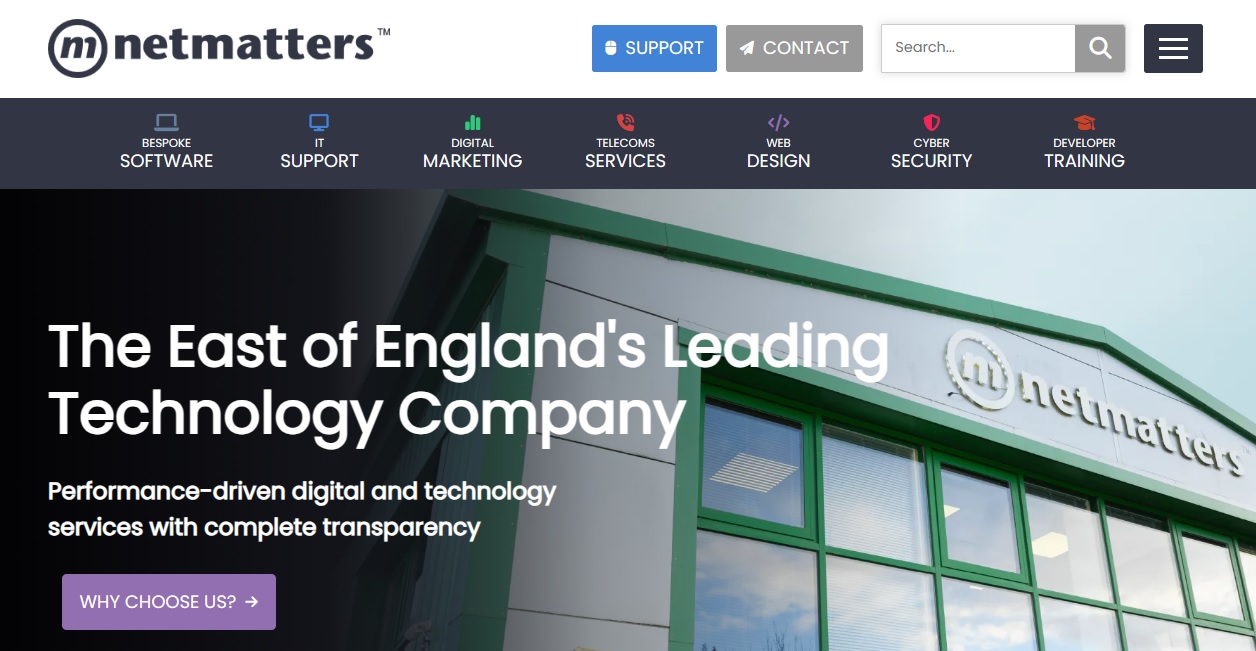 m netmatters™
SUPPORT
CONTACT
Search...
BESPOKE
SOFTWARE
IT
SUPPORT
DIGITAL
MARKETING
TELECOMS
SERVICES
WEB
DESIGN
CYBER
SECURITY
DEVELOPER
TRAINING
The East of England's Leading
Technology Company
m netmatters
Performance-driven digital and technology
services with complete transparency
WHY CHOOSE US?